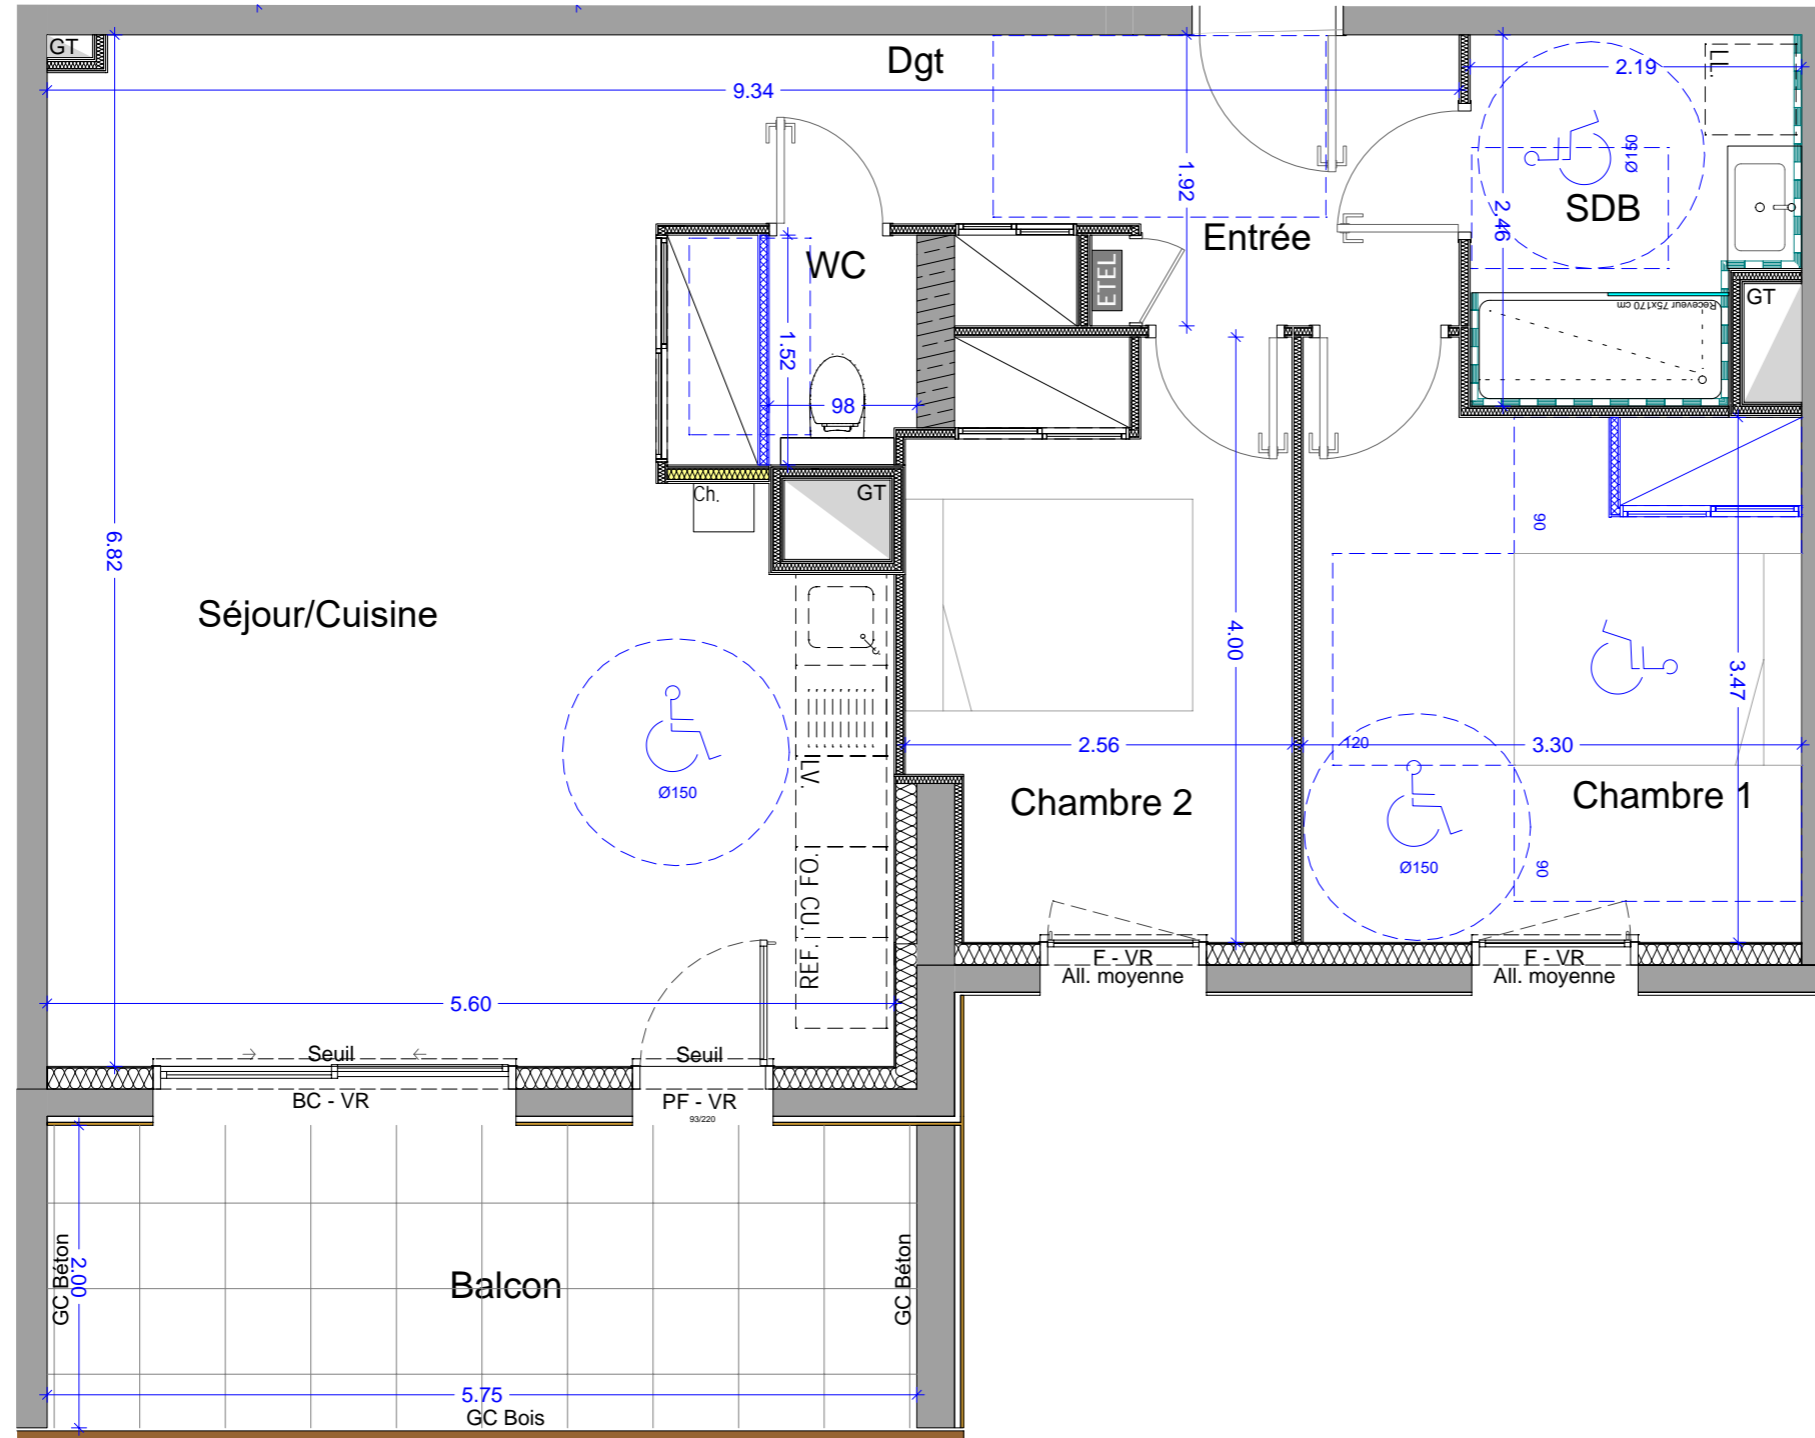 GT
Dgt
9.34
2.19
LL
Ø150
1.92
2.46
SDB
WC
Entrée
ETEL
GT
Receveur 75x170 cm
1.52
98
Ch.
GT
90
6.82
Séjour/Cuisine
4.00
3.47
Ø150
2.56
120
3.30
LV.
Chambre 2
Chambre 1
Ø150
90
FO.
CU.
REF.
F - VR
All. moyenne
F - VR
All. moyenne
5.60
Seuil
Seuil
BC - VR
PF - VR
93/220
GC Béton
2.00
Balcon
GC Béton
5.75
GC Bois